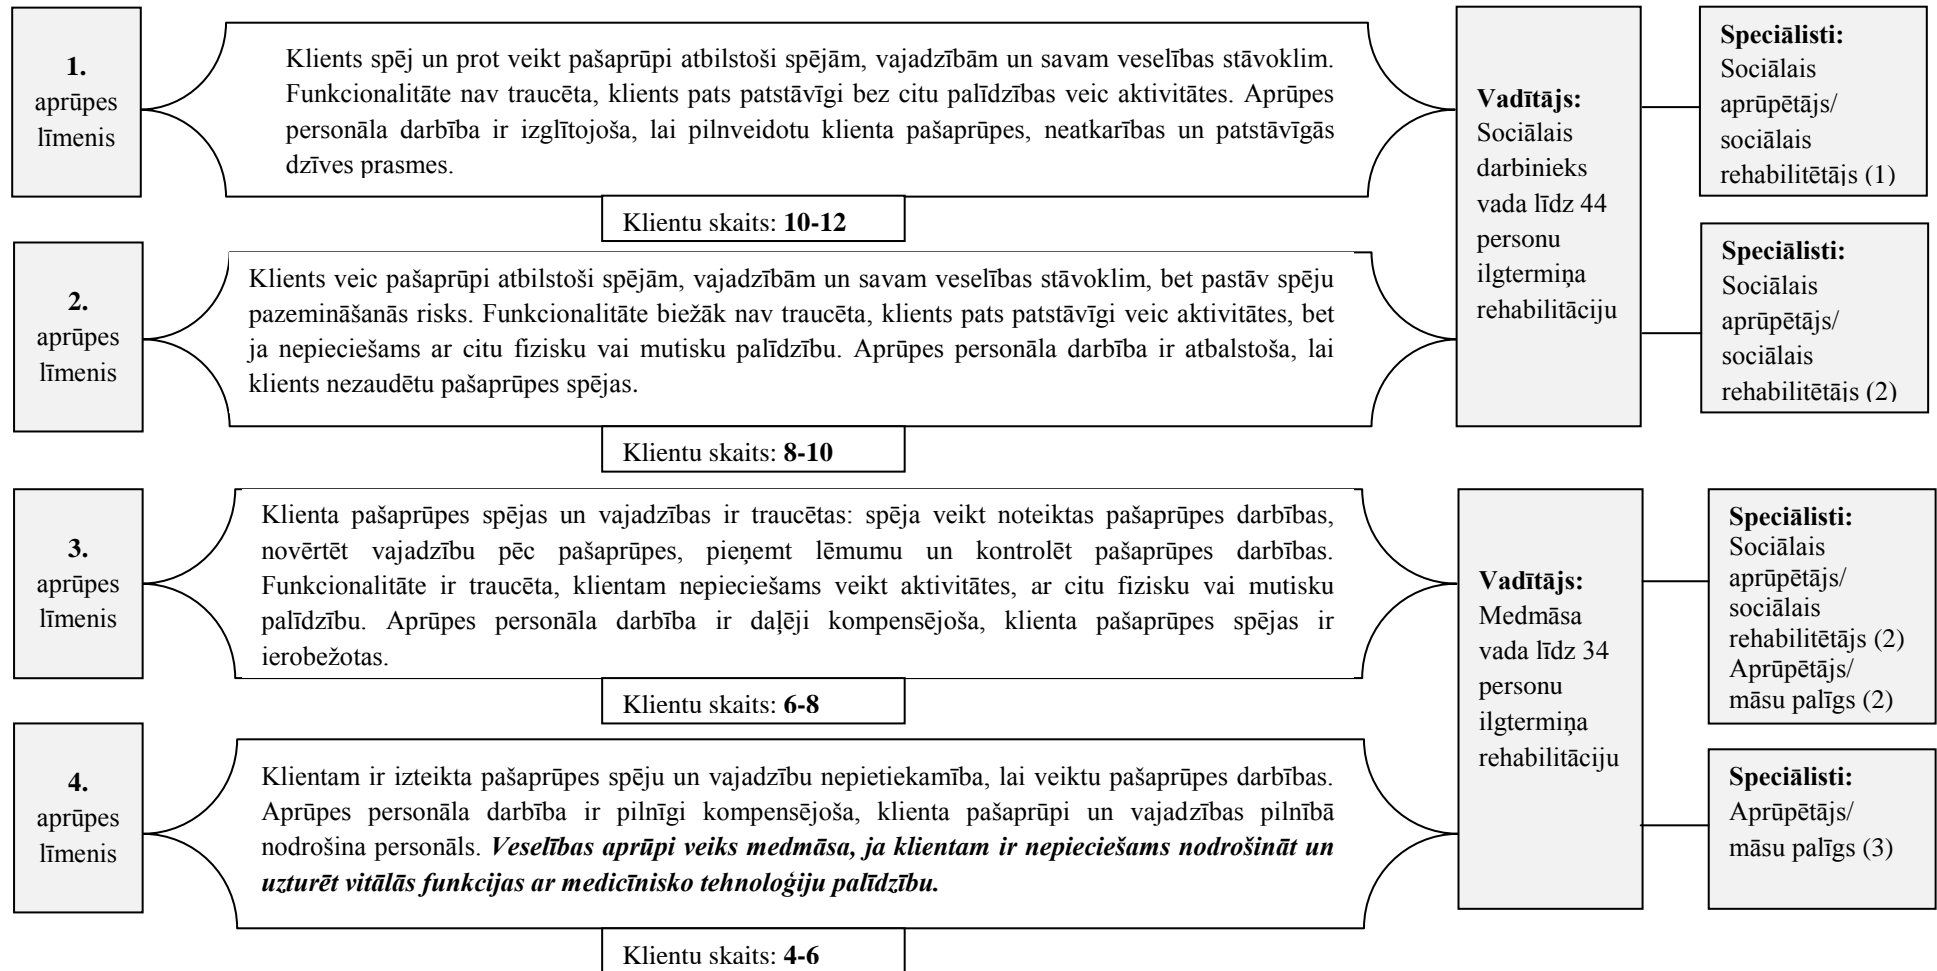 1.
aprūpes
līmenis
Klients spēj un prot veikt pašaprūpi atbilstoši spējām, vajadzībām un savam veselības stāvoklim.
Funkcionalitāte nav traucēta, klients pats patstāvīgi bez citu palīdzības veic aktivitātes. Aprūpes
personāla darbība ir izglītojoša, lai pilnveidotu klienta pašaprūpes, neatkarības un patstāvīgās
dzīves prasmes.
Klientu skaits: 10-12
2.
aprūpes
līmenis
Klients veic pašaprūpi atbilstoši spējām, vajadzībām un savam veselības stāvoklim, bet pastāv spēju
pazemināšanās risks. Funkcionalitāte biežāk nav traucēta, klients pats patstāvīgi veic aktivitātes, bet
ja nepieciešams ar citu fizisku vai mutisku palīdzību. Aprūpes personāla darbība ir atbalstoša, lai
klients nezaudētu pašaprūpes spējas.
Klientu skaits: 8-10
Vadītājs:
Sociālais
darbinieks
vada līdz 44
personu
ilgtermiņa
rehabilitāciju
Speciālisti:
Sociālais
aprūpētājs/
sociālais
rehabilitētājs (1)
Speciālisti:
Sociālais
aprūpētājs/
sociālais
rehabilitētājs (2)
3.
aprūpes
līmenis
Klienta pašaprūpes spējas un vajadzības ir traucētas: spēja veikt noteiktas pašaprūpes darbības,
novērtēt vajadzību pēc pašaprūpes, pieņemt lēmumu un kontrolēt pašaprūpes darbības.
Funkcionalitāte ir traucēta, klientam nepieciešams veikt aktivitātes, ar citu fizisku vai mutisku
palīdzību. Aprūpes personāla darbība ir daļēji kompensējoša, klienta pašaprūpes spējas ir
ierobežotas.
Klientu skaits: 6-8
4.
aprūpes
līmenis
Klientam ir izteikta pašaprūpes spēju un vajadzību nepietiekamība, lai veiktu pašaprūpes darbības.
Aprūpes personāla darbība ir pilnīgi kompensējoša, klienta pašaprūpi un vajadzības pilnībā
nodrošina personāls. Veselības aprūpi veiks medmāsa, ja klientam ir nepieciešams nodrošināt un
uzturēt vitālās funkcijas ar medicīnisko tehnoloģiju palīdzību.
Klientu skaits: 4-6
Vadītājs:
Medmāsa
vada līdz 34
personu
ilgtermiņa
rehabilitāciju
Speciālisti:
Sociālais
aprūpētājs/
sociālais
rehabilitētājs (2)
Aprūpētājs/
māsu palīgs (2)
Speciālisti:
Aprūpētājs/
māsu palīgs (3)